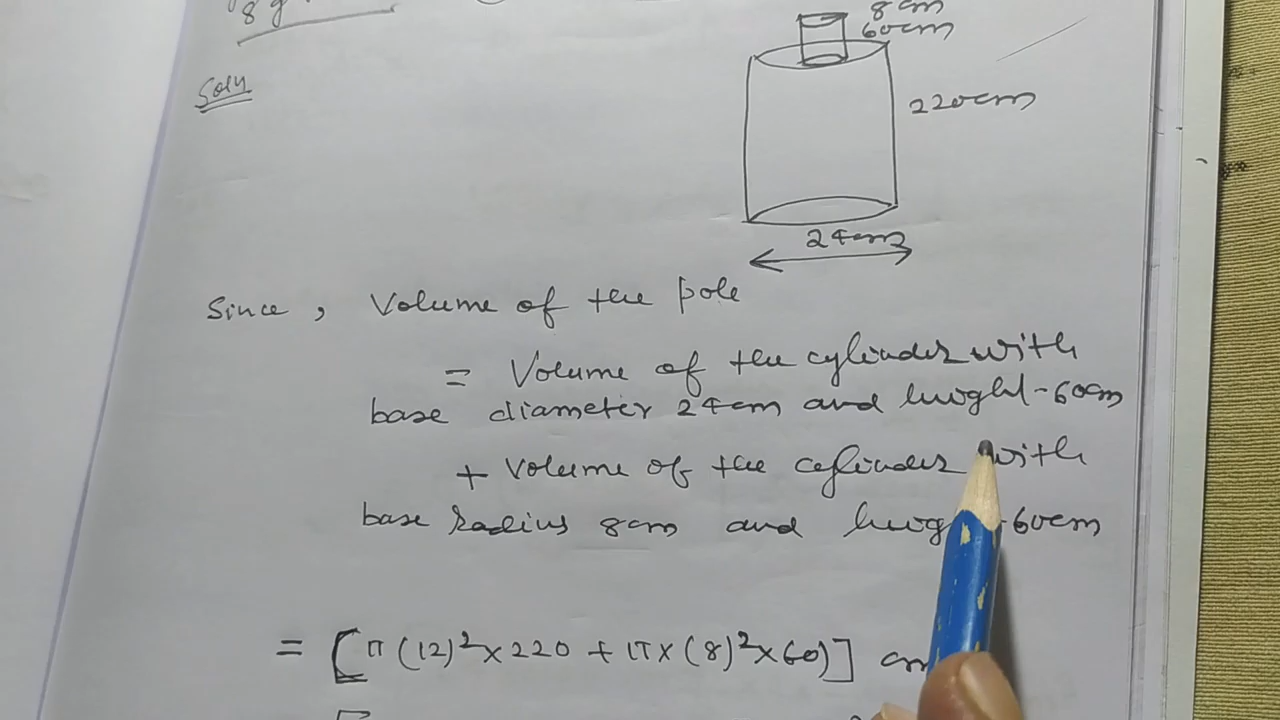 8 g
8cm
60cm
Soln
220cm
24cm
Since, Volume of the pole
= Volume of the cylinder with
base diameter 24cm and height-60cm
+ Volume of the cylinder with
base radius 8cm and heig -60cm
= [π(12)²×220 + π×(8)²×60)] cm